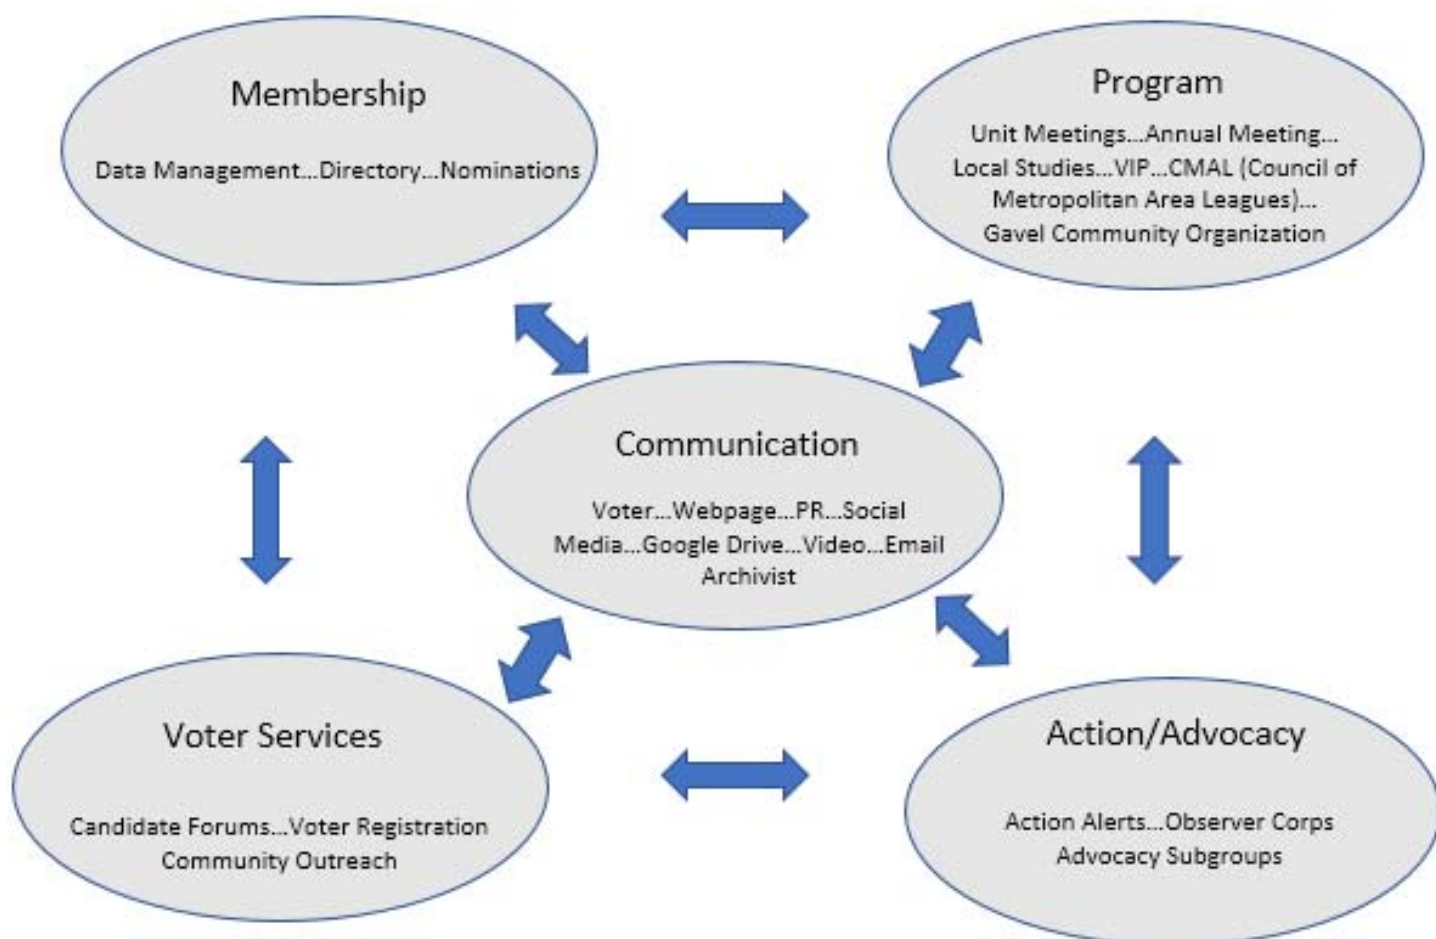 Membership
Data Management...Directory...Nominations
Program
Unit Meetings...Annual Meeting...
Local Studies...VIP...CMAL (Council of
Metropolitan Area Leagues)...
Gavel Community Organization
Communication
Voter...Webpage...PR...Social
Media...Google Drive...Video...Email
Archivist
Voter Services
Candidate Forums...Voter Registration
Community Outreach
Action/Advocacy
Action Alerts...Observer Corps
Advocacy Subgroups